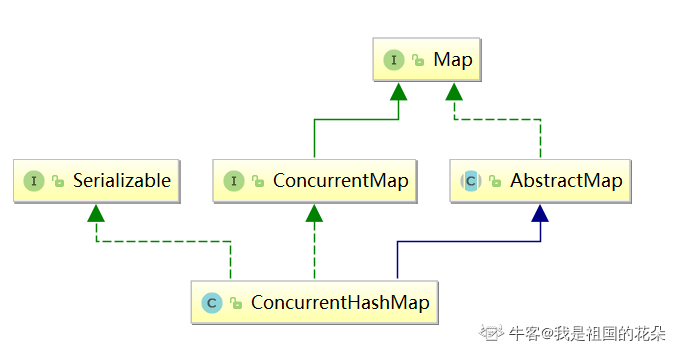 I Map
I Serializable
I ConcurrentMap
C AbstractMap
C ConcurrentHashMap
牛客@我是祖国的花朵